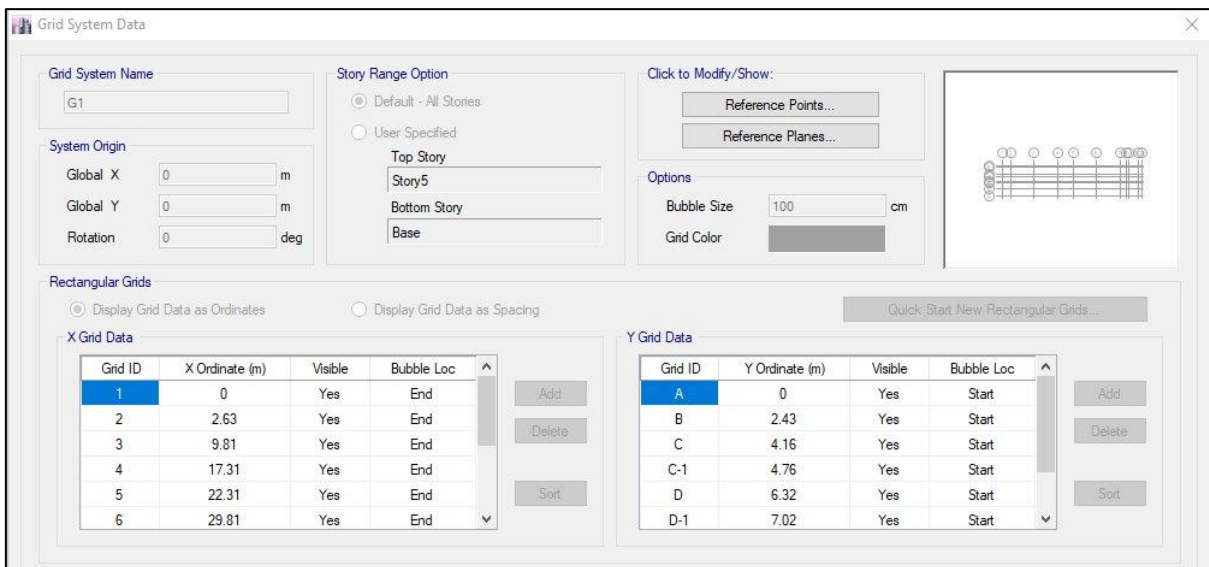 Grid System Data
Grid System Name
G1
System Origin
Global X 0 m
Global Y 0 m
Rotation 0 deg
Story Range Option
Default - All Stories
User Specified
Top Story
Story5
Bottom Story
Base
Click to Modify/Show:
Reference Points...
Reference Planes...
Options
Bubble Size 100 cm
Grid Color
Rectangular Grids
Display Grid Data as Ordinates Display Grid Data as Spacing Quick Start New Rectangular Grids...
X Grid Data
Grid ID X Ordinate (m) Visible Bubble Loc
1 0 Yes End
2 2.63 Yes End
3 9.81 Yes End
4 17.31 Yes End
5 22.31 Yes End
6 29.81 Yes End
Add
Delete
Sort
Y Grid Data
Grid ID Y Ordinate (m) Visible Bubble Loc
A 0 Yes Start
B 2.43 Yes Start
C 4.16 Yes Start
C-1 4.76 Yes Start
D 6.32 Yes Start
D-1 7.02 Yes Start
Add
Delete
Sort